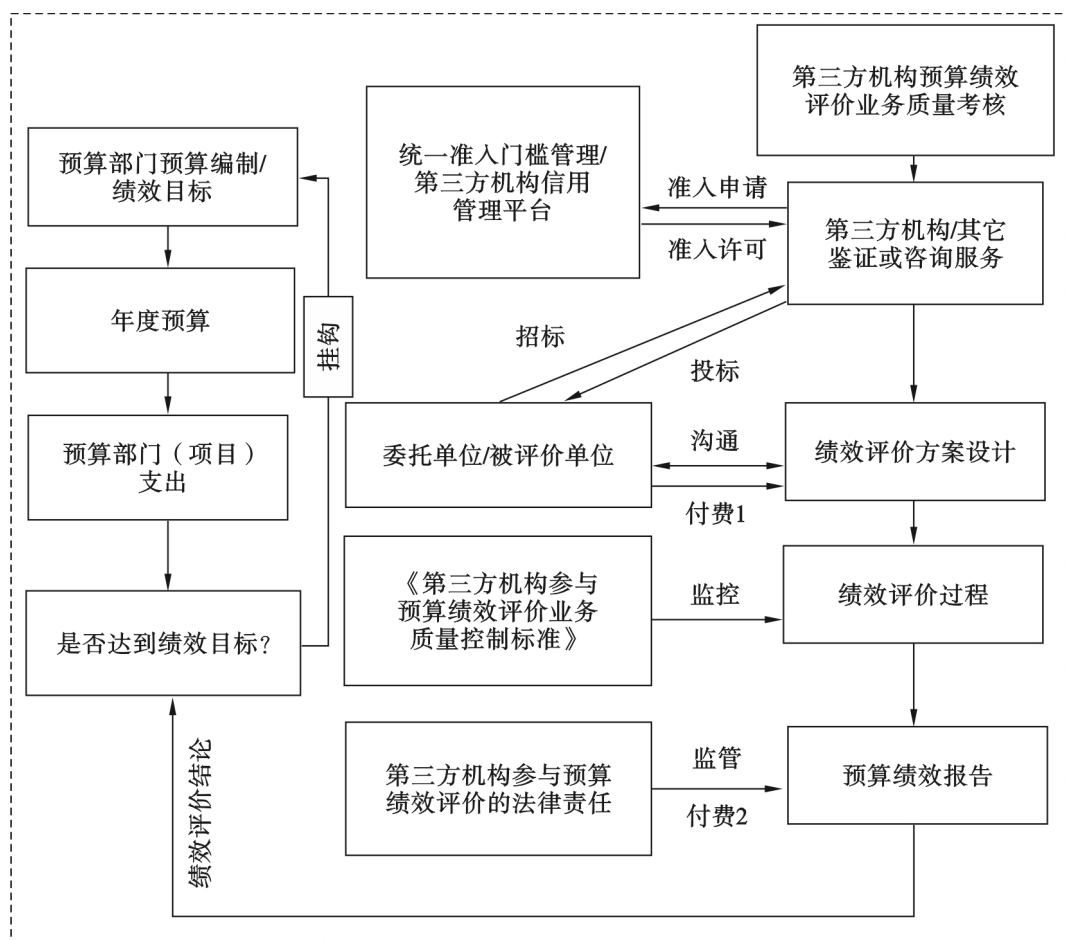 第三方机构预算绩效
评价业务质量考核
预算部门预算编制/
绩效目标
统一准入门槛管理/
第三方机构信用
管理平台
准入申请
准入许可
第三方机构/其它
鉴证或咨询服务
年度预算
挂钩
招标
投标
预算部门（项目）
支出
委托单位/被评价单位
沟通
付费1
绩效评价方案设计
《第三方机构参与
预算绩效评价业务
质量控制标准》
监控
绩效评价过程
是否达到绩效目标？
绩效评价结论
第三方机构参与预算
绩效评价的法律责任
监管
付费2
预算绩效报告